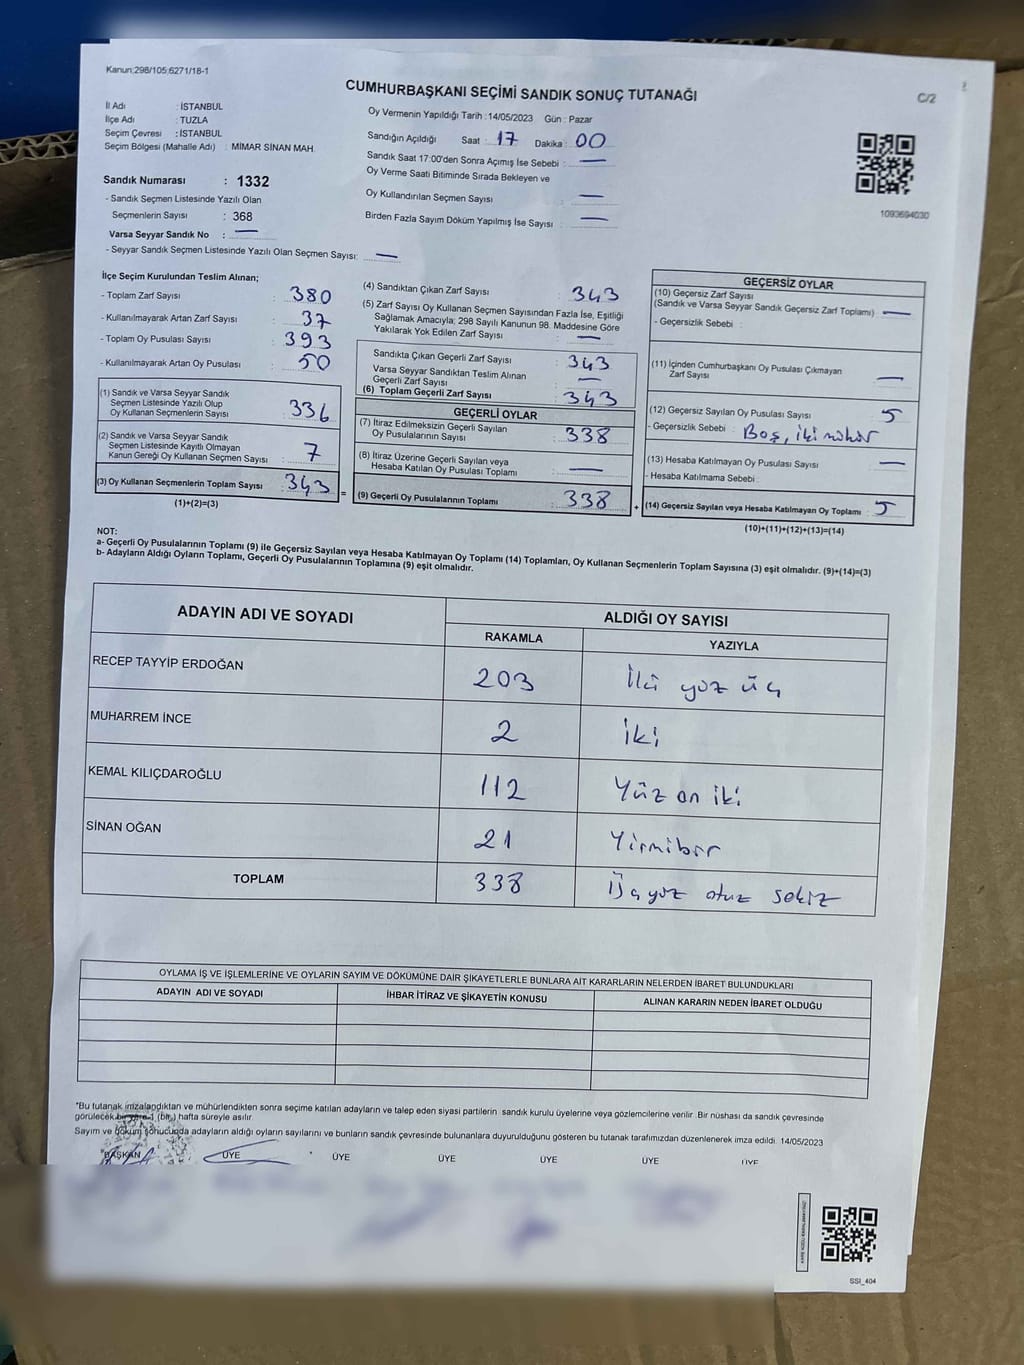 Kanun:298/105:6271/18-1
CUMHURBAŞKANI SEÇİMİ SANDIK SONUÇ TUTANAĞI
C/2
İl Adı : İSTANBUL
İlçe Adı : TUZLA
Seçim Çevresi : İSTANBUL
Seçim Bölgesi (Mahalle Adı) : MİMAR SİNAN MAH.
Sandık Numarası : 1332
- Sandık Seçmen Listesinde Yazılı Olan
Seçmenlerin Sayısı : 368
Varsa Seyyar Sandık No : —
- Seyyar Sandık Seçmen Listesinde Yazılı Olan Seçmen Sayısı: —
Oy Vermenin Yapıldığı Tarih :14/05/2023 Gün : Pazar
Sandığın Açıldığı Saat : 17 Dakika : 00
Sandık Saat 17:00'den Sonra Açımış İse Sebebi : —
Oy Verme Saati Bitiminde Sırada Bekleyen ve
Oy Kullandırılan Seçmen Sayısı : —
Birden Fazla Sayım Döküm Yapılmış İse Sayısı : —
1093694030
İlçe Seçim Kurulundan Teslim Alınan;
- Toplam Zarf Sayısı : 380
- Kullanılmayarak Artan Zarf Sayısı : 37
- Toplam Oy Pusulası Sayısı : 393
- Kullanılmayarak Artan Oy Pusulası : 50
(1) Sandık ve Varsa Seyyar Sandık
Seçmen Listesinde Yazılı Olup
Oy Kullanan Seçmenlerin Sayısı : 336
(2) Sandık ve Varsa Seyyar Sandık
Seçmen Listesinde Kayıtlı Olmayan
Kanun Gereği Oy Kullanan Seçmen Sayısı : 7
(3) Oy Kullanan Seçmenlerin Toplam Sayısı : 343 =
(1)+(2)=(3)
(4) Sandıktan Çıkan Zarf Sayısı : 343
(5) Zarf Sayısı Oy Kullanan Seçmen Sayısından Fazla İse, Eşitliği
Sağlamak Amacıyla; 298 Sayılı Kanunun 98. Maddesine Göre
Yakılarak Yok Edilen Zarf Sayısı : —
Sandıkta Çıkan Geçerli Zarf Sayısı : 343
Varsa Seyyar Sandıktan Teslim Alınan
Geçerli Zarf Sayısı : —
(6) Toplam Geçerli Zarf Sayısı : 343
GEÇERLİ OYLAR
(7) İtiraz Edilmeksizin Geçerli Sayılan
Oy Pusulalarının Sayısı : 338
(8) İtiraz Üzerine Geçerli Sayılan veya
Hesaba Katılan Oy Pusulası Toplamı : —
(9) Geçerli Oy Pusulalarının Toplamı : 338 +
GEÇERSİZ OYLAR
(10) Geçersiz Zarf Sayısı
(Sandık ve Varsa Seyyar Sandık Geçersiz Zarf Toplamı) : —
- Geçersizlik Sebebi :
(11) İçinden Cumhurbaşkanı Oy Pusulası Çıkmayan
Zarf Sayısı : —
(12) Geçersiz Sayılan Oy Pusulası Sayısı : 5
- Geçersizlik Sebebi : Boş, iki mühür
(13) Hesaba Katılmayan Oy Pusulası Sayısı : —
- Hesaba Katılmama Sebebi :
(14) Geçersiz Sayılan veya Hesaba Katılmayan Oy Toplamı : 5
(10)+(11)+(12)+(13)=(14)
NOT:
a- Geçerli Oy Pusulalarının Toplamı (9) ile Geçersiz Sayılan veya Hesaba Katılmayan Oy Toplamı (14) Toplamları, Oy Kullanan Seçmenlerin Toplam Sayısına (3) eşit olmalıdır. (9)+(14)=(3)
b- Adayların Aldığı Oyların Toplamı, Geçerli Oy Pusulalarının Toplamına (9) eşit olmalıdır.
ADAYIN ADI VE SOYADI ALDIĞI OY SAYISI
RAKAMLA YAZIYLA
RECEP TAYYİP ERDOĞAN 203 iki yüz üç
MUHARREM İNCE 2 iki
KEMAL KILIÇDAROĞLU 112 Yüz on iki
SİNAN OĞAN 21 Yirmibir
TOPLAM 338 Üçyüz otuz sekiz
OYLAMA İŞ VE İŞLEMLERİNE VE OYLARIN SAYIM VE DÖKÜMÜNE DAİR ŞİKAYETLERLE BUNLARA AİT KARARLARIN NELERDEN İBARET BULUNDUKLARI
ADAYIN ADI VE SOYADI İHBAR İTİRAZ VE ŞİKAYETİN KONUSU ALINAN KARARIN NEDEN İBARET OLDUĞU
*Bu tutanak imzalandıktan ve mühürlendikten sonra seçime katılan adayların ve talep eden siyasi partilerin sandık kurulu üyelerine veya gözlemcilerine verilir. Bir nüshası da sandık çevresinde
görülecek bir yere 1 (bir) hafta süreyle asılır.
Sayım ve döküm sonucunda adayların aldığı oyların sayılarını ve bunların sandık çevresinde bulunanlara duyurulduğunu gösteren bu tutanak tarafımızdan düzenlenerek imza edildi. 14/05/2023
BAŞKAN ÜYE ÜYE ÜYE ÜYE ÜYE ÜYE
SSI_404